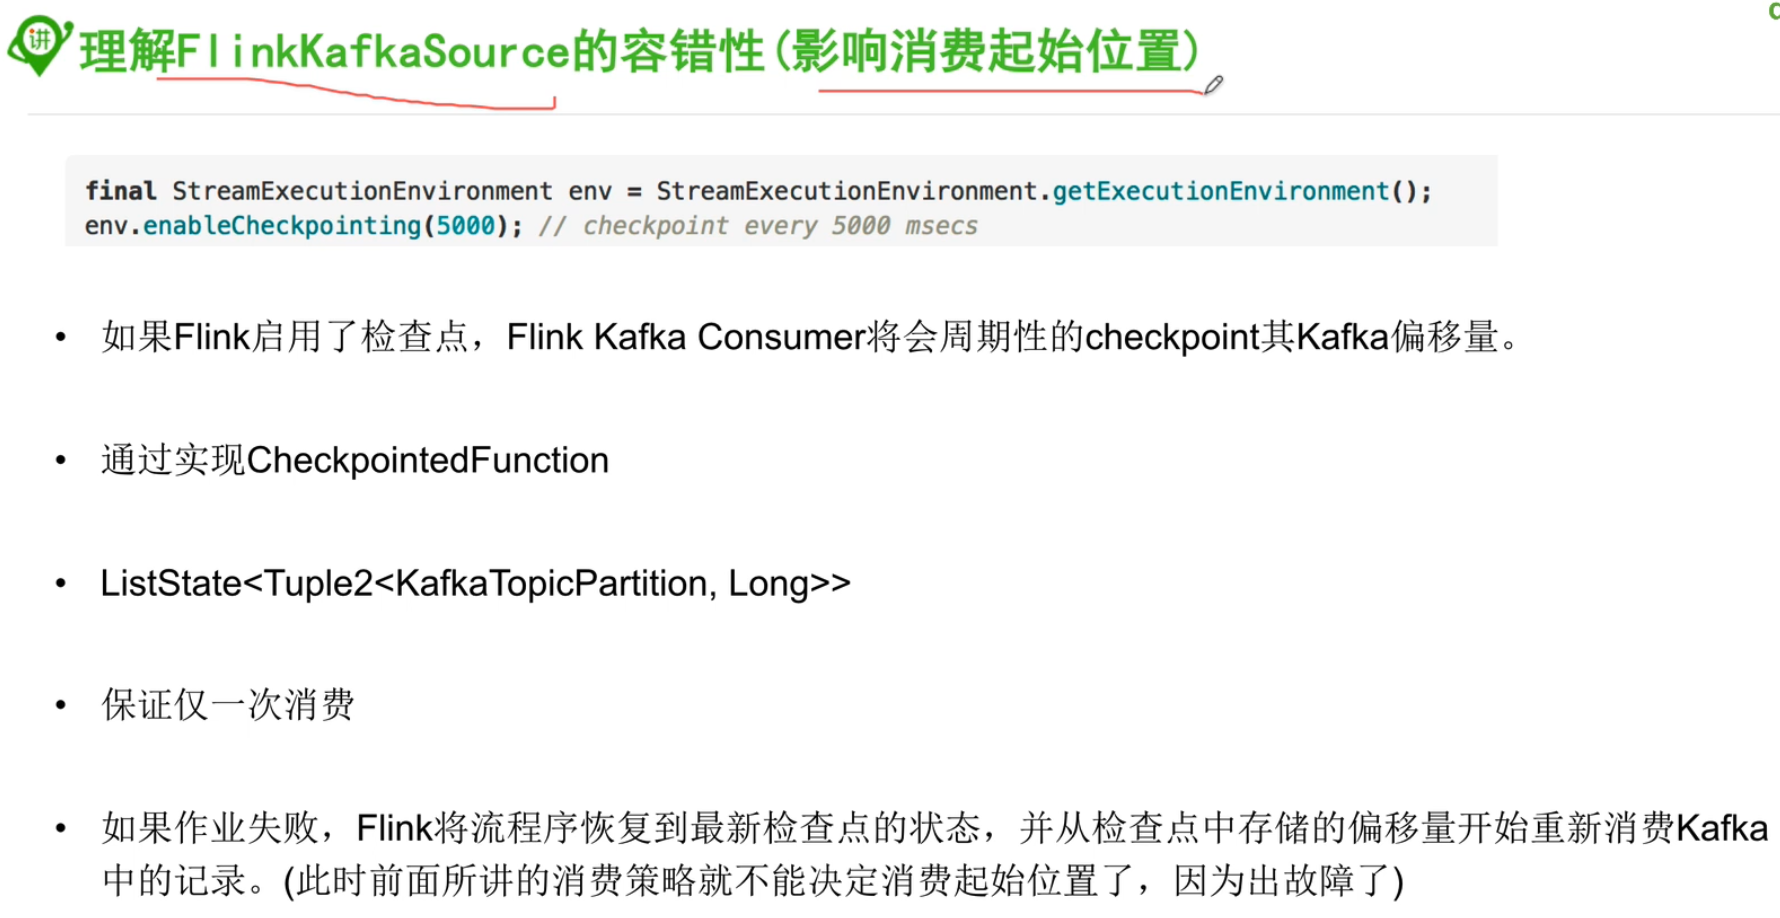 讲
理解FlinkKafkaSource的容错性(影响消费起始位置)
final StreamExecutionEnvironment env = StreamExecutionEnvironment.getExecutionEnvironment();
env.enableCheckpointing(5000); // checkpoint every 5000 msecs
• 如果Flink启用了检查点，Flink Kafka Consumer将会周期性的checkpoint其Kafka偏移量。
• 通过实现CheckpointedFunction
• ListState<Tuple2<KafkaTopicPartition, Long>>
• 保证仅一次消费
• 如果作业失败，Flink将流程序恢复到最新检查点的状态，并从检查点中存储的偏移量开始重新消费Kafka
中的记录。(此时前面所讲的消费策略就不能决定消费起始位置了，因为出故障了)